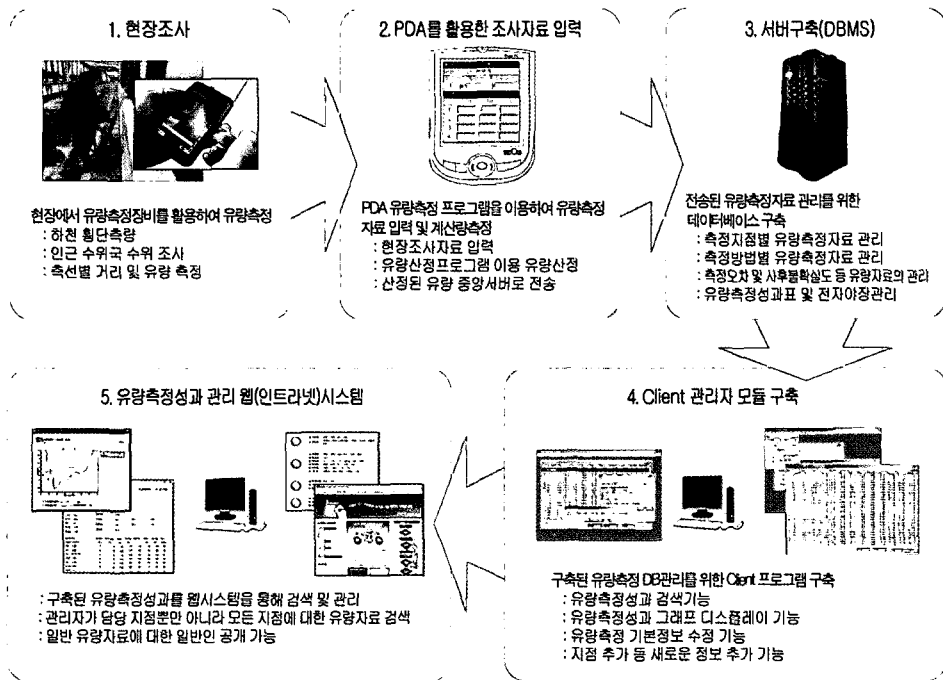 1. 현장조사
현장에서 유량측정장비를 활용하여 유량측정
: 하천 횡단측량
: 인근 수위국 수위 조사
: 측선별 거리 및 유량 측정
2. PDA를 활용한 조사자료 입력
PDA 유량측정 프로그램을 이용하여 유량측정
자료 입력 및 계산량측정
: 현장조사자료 입력
: 유량산정프로그램 이용 유량산정
: 산정된 유량 중앙서버로 전송
3. 서버구축(DBMS)
전송된 유량측정자료 관리를 위한
데이터베이스 구축
: 측정지점별 유량측정자료 관리
: 측정방법별 유량측정자료 관리
: 측정오차 및 사후불확실도 등 유량자료의 관리
: 유량측정성과표 및 전자야장관리
4. Client 관리자 모듈 구축
구축된 유량측정 DB관리를 위한 Client 프로그램 구축
: 유량측정성과 검색기능
: 유량측정성과 그래프 디스플레이 기능
: 유량측정 기본정보 수정 기능
: 지점 추가 등 새로운 정보 추가 기능
5. 유량측정성과 관리 웹(인트라넷)시스템
: 구축된 유량측정성과를 웹시스템을 통해 검색 및 관리
: 관리자가 담당 지점뿐만 아니라 모든 지점에 대한 유량자료 검색
: 일반 유량자료에 대한 일반인 공개 가능